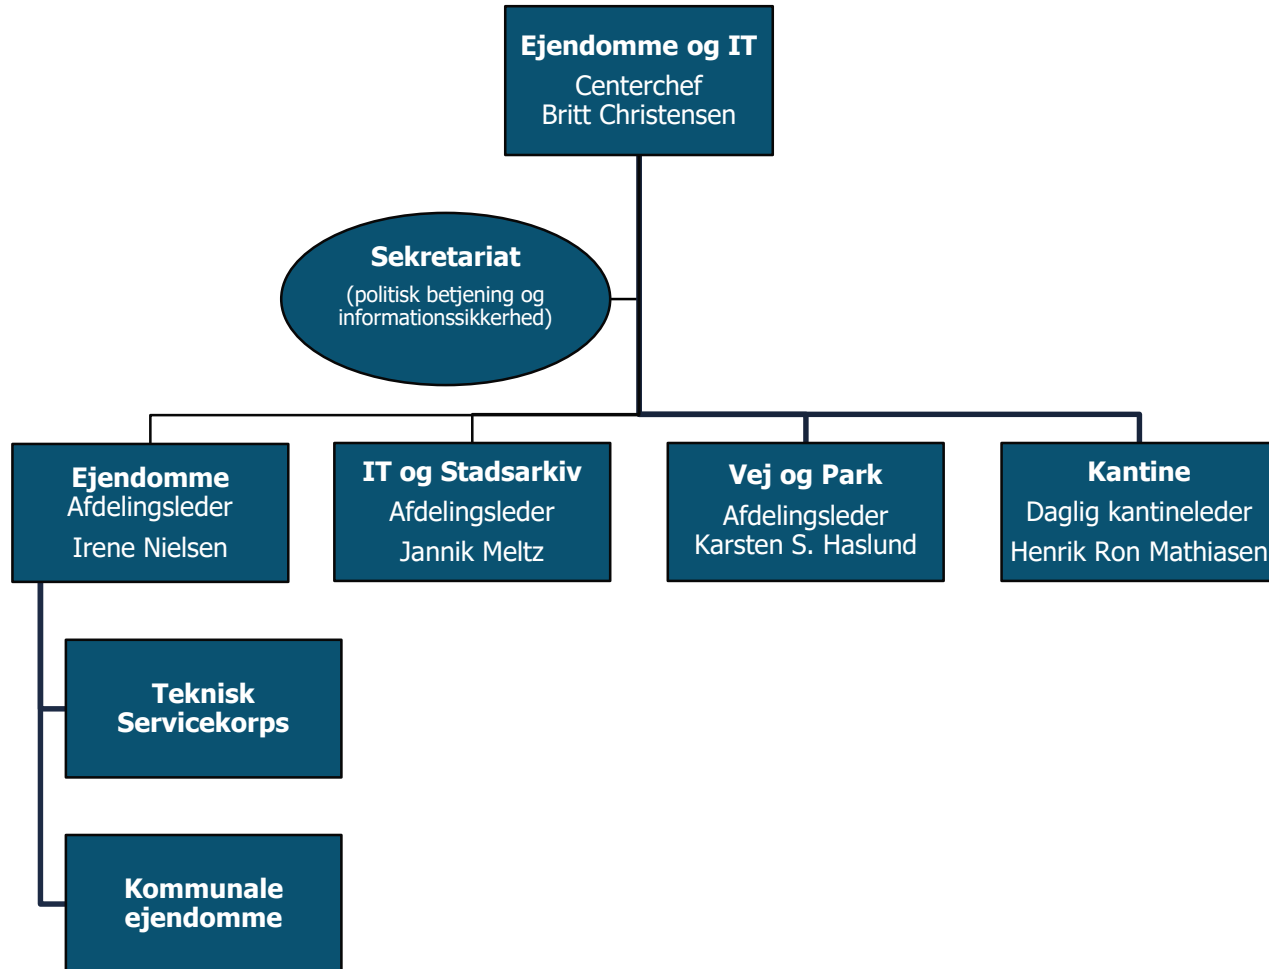 Ejendomme og IT
Centerchef
Britt Christensen
Sekretariat
(politisk betjening og
informationssikkerhed)
Ejendomme
Afdelingsleder
Irene Nielsen
IT og Stadsarkiv
Afdelingsleder
Jannik Meltz
Vej og Park
Afdelingsleder
Karsten S. Haslund
Kantine
Daglig kantineleder
Henrik Ron Mathiasen
Teknisk
Servicekorps
Kommunale
ejendomme